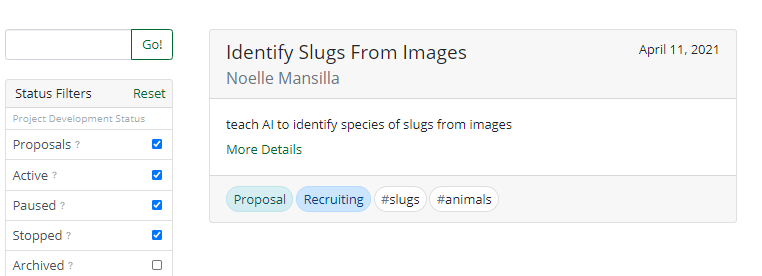 Go!
Status Filters Reset
Project Development Status
Proposals ?
Active ?
Paused ?
Stopped ?
Archived ?
Identify Slugs From Images April 11, 2021
Noelle Mansilla
teach AI to identify species of slugs from images
More Details
Proposal Recruiting #slugs #animals